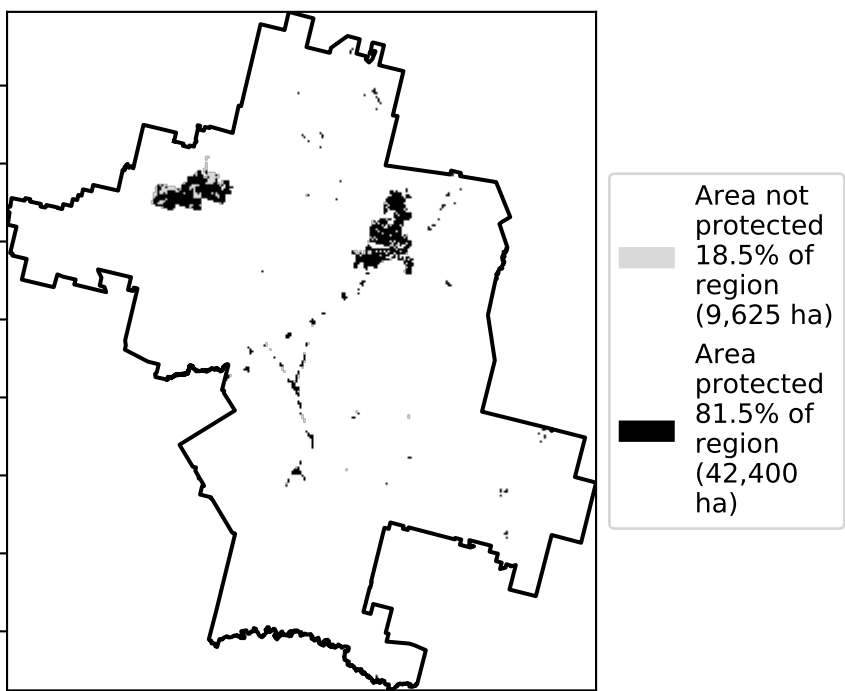 Area not
protected
18.5% of
region
(9,625 ha)
Area
protected
81.5% of
region
(42,400
ha)